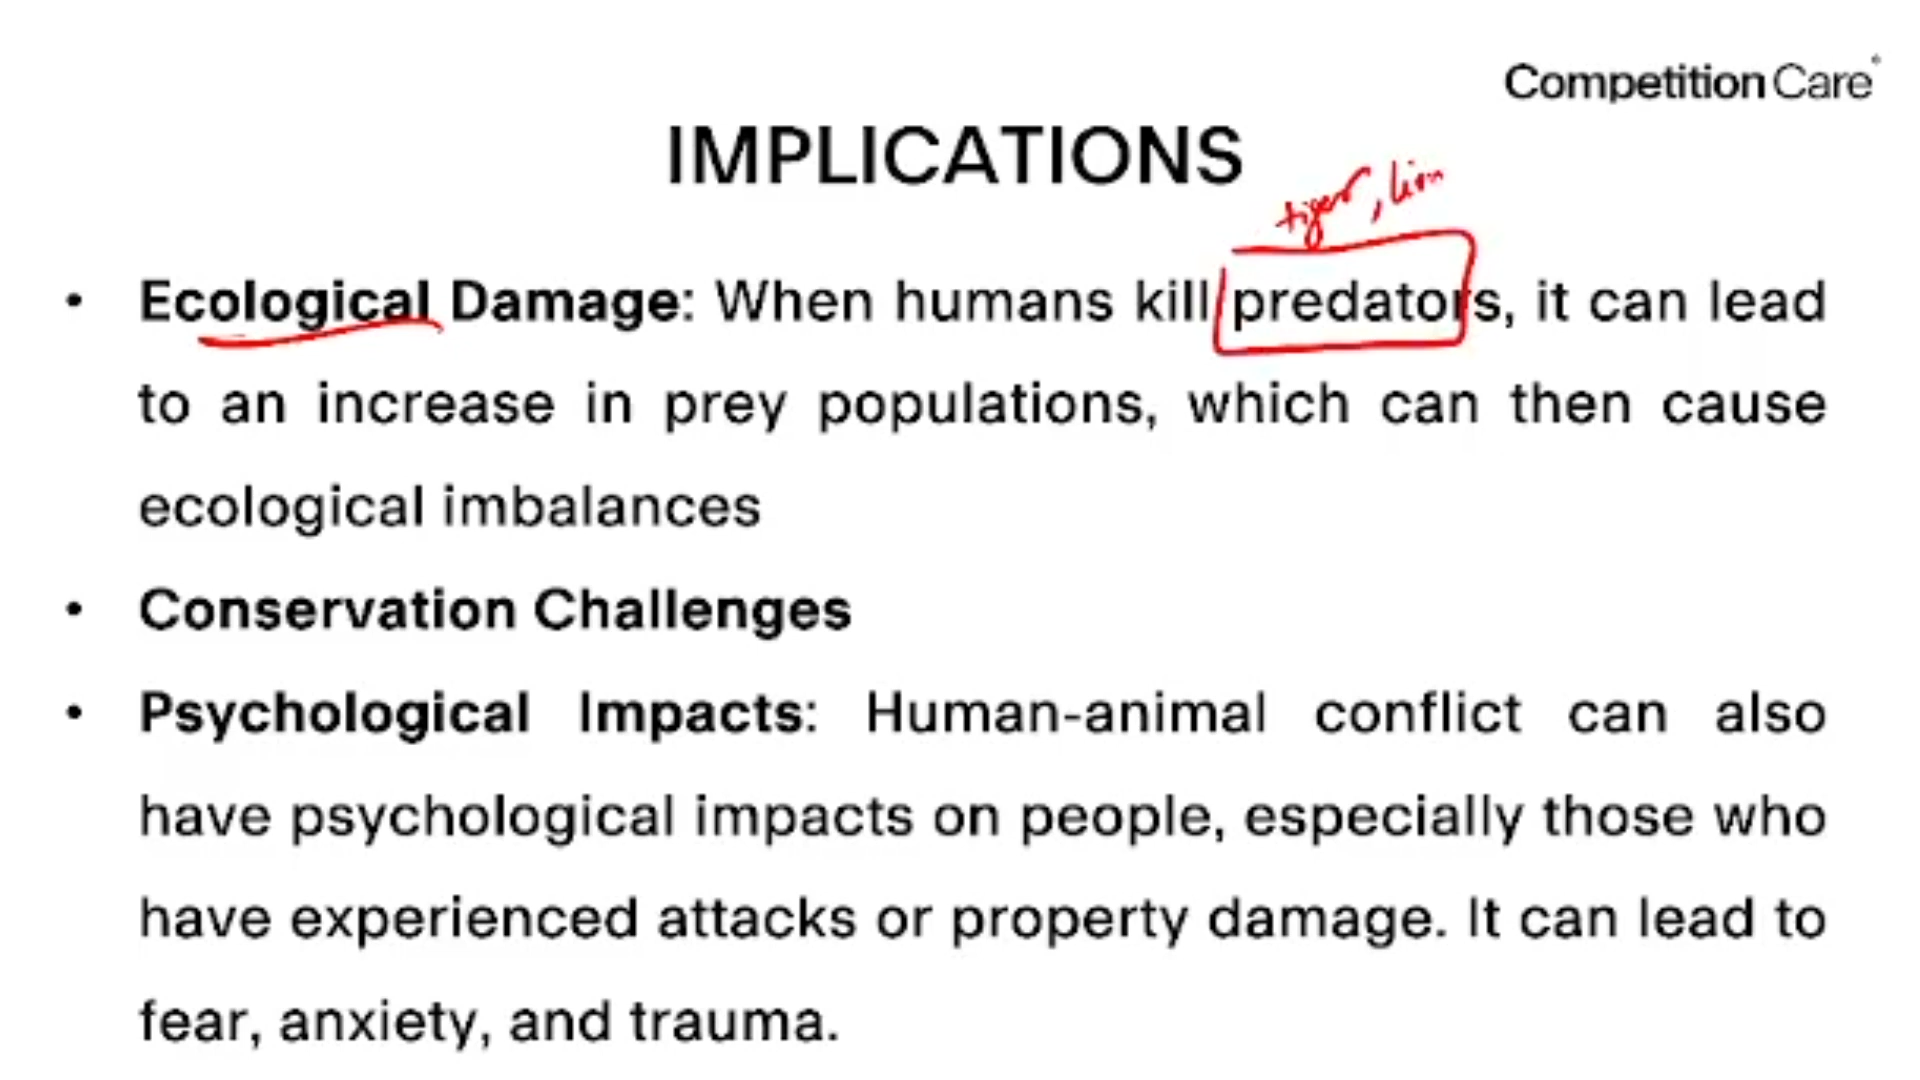 Competition Care
IMPLICATIONS
tiger, lion
• Ecological Damage: When humans kill predators, it can lead
to an increase in prey populations, which can then cause
ecological imbalances
• Conservation Challenges
• Psychological Impacts: Human-animal conflict can also
have psychological impacts on people, especially those who
have experienced attacks or property damage. It can lead to
fear, anxiety, and trauma.